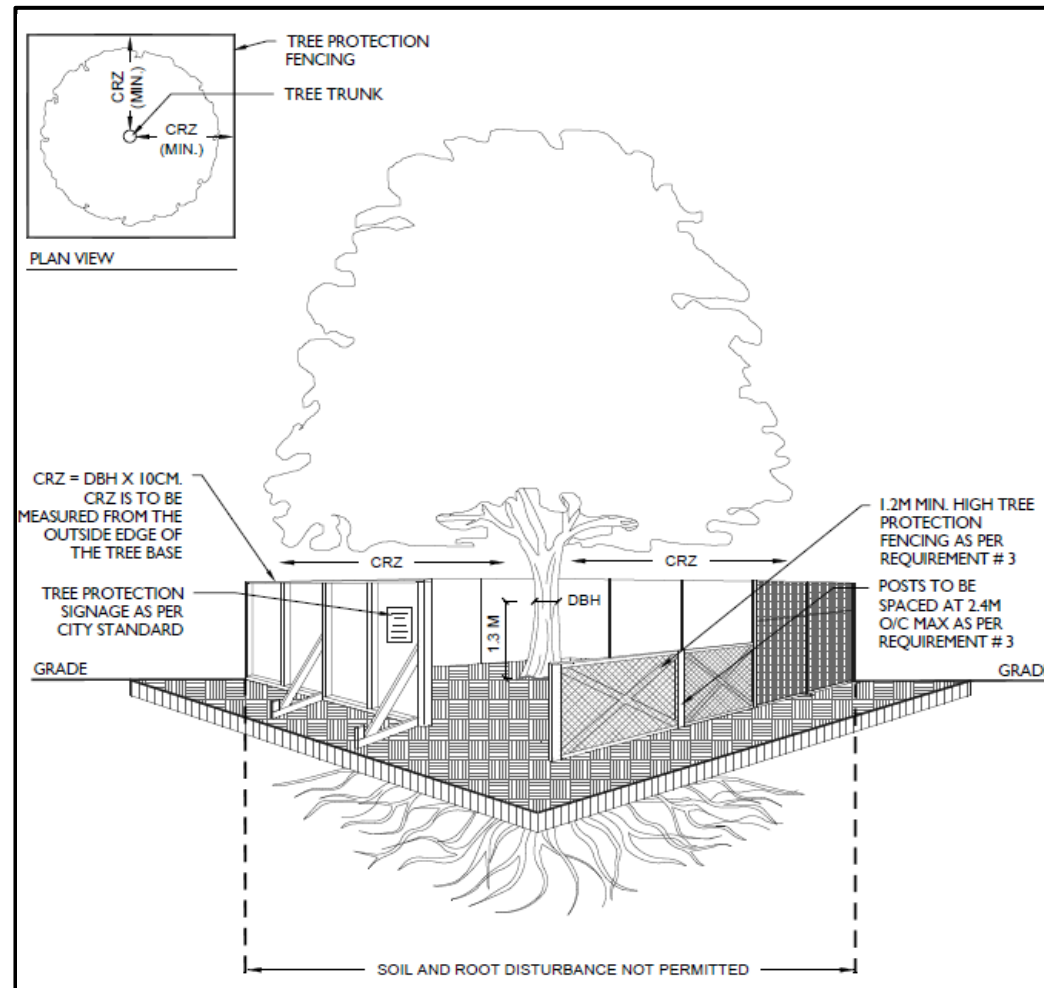 TREE PROTECTION
FENCING
TREE TRUNK
CRZ
(MIN.)
CRZ
(MIN.)
PLAN VIEW
CRZ = DBH X 10CM.
CRZ IS TO BE
MEASURED FROM THE
OUTSIDE EDGE OF
THE TREE BASE
TREE PROTECTION
SIGNAGE AS PER
CITY STANDARD
GRADE
CRZ
CRZ
DBH
1.3 M
1.2M MIN. HIGH TREE
PROTECTION
FENCING AS PER
REQUIREMENT # 3
POSTS TO BE
SPACED AT 2.4M
O/C MAX AS PER
REQUIREMENT # 3
GRADE
SOIL AND ROOT DISTURBANCE NOT PERMITTED